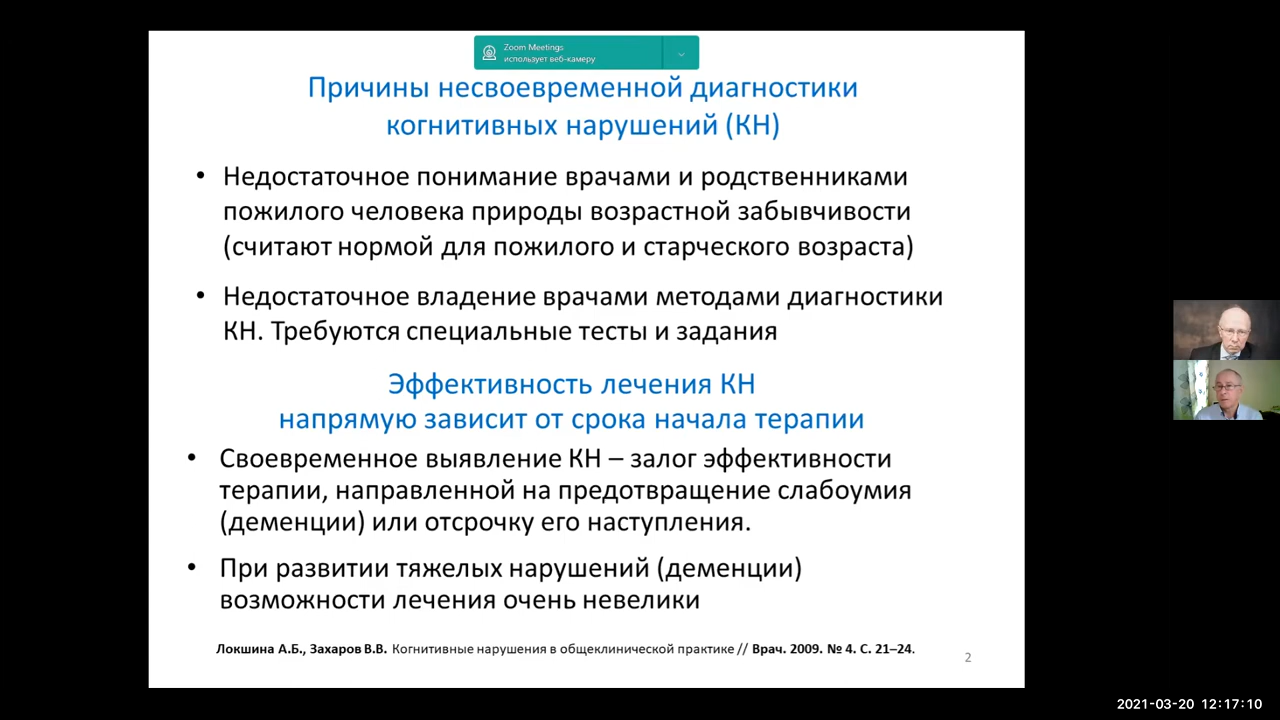 Zoom Meetings
использует веб-камеру
Причины несвоевременной диагностики
когнитивных нарушений (КН)
• Недостаточное понимание врачами и родственниками
пожилого человека природы возрастной забывчивости
(считают нормой для пожилого и старческого возраста)
• Недостаточное владение врачами методами диагностики
КН. Требуются специальные тесты и задания
Эффективность лечения КН
напрямую зависит от срока начала терапии
• Своевременное выявление КН – залог эффективности
терапии, направленной на предотвращение слабоумия
(деменции) или отсрочку его наступления.
• При развитии тяжелых нарушений (деменции)
возможности лечения очень невелики
Локшина А.Б., Захаров В.В. Когнитивные нарушения в общеклинической практике // Врач. 2009. № 4. С. 21–24.
2
2021-03-20 12:17:10